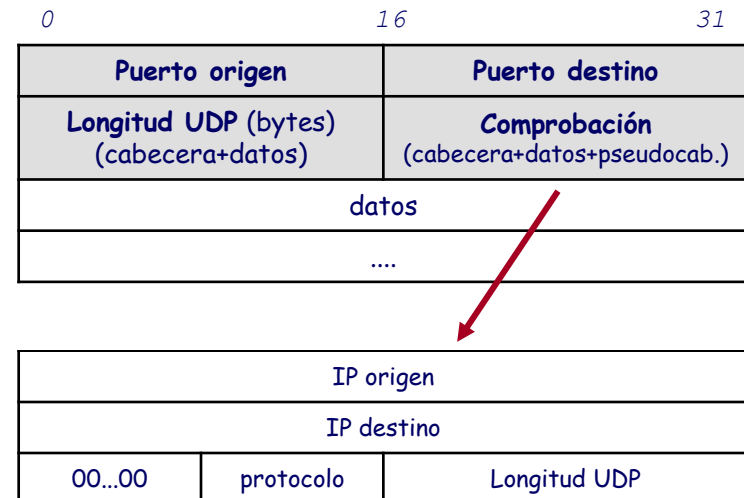 0 16 31
Puerto origen Puerto destino
Longitud UDP (bytes) Comprobación
(cabecera+datos) (cabecera+datos+pseudocab.)
datos
....
IP origen
IP destino
00...00 protocolo Longitud UDP